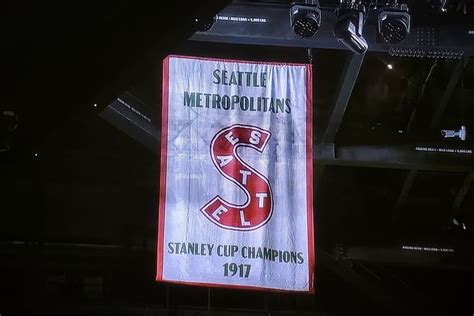 SEATTLE
METROPOLITANS
SEATTLE
STANLEY CUP CHAMPIONS
1917